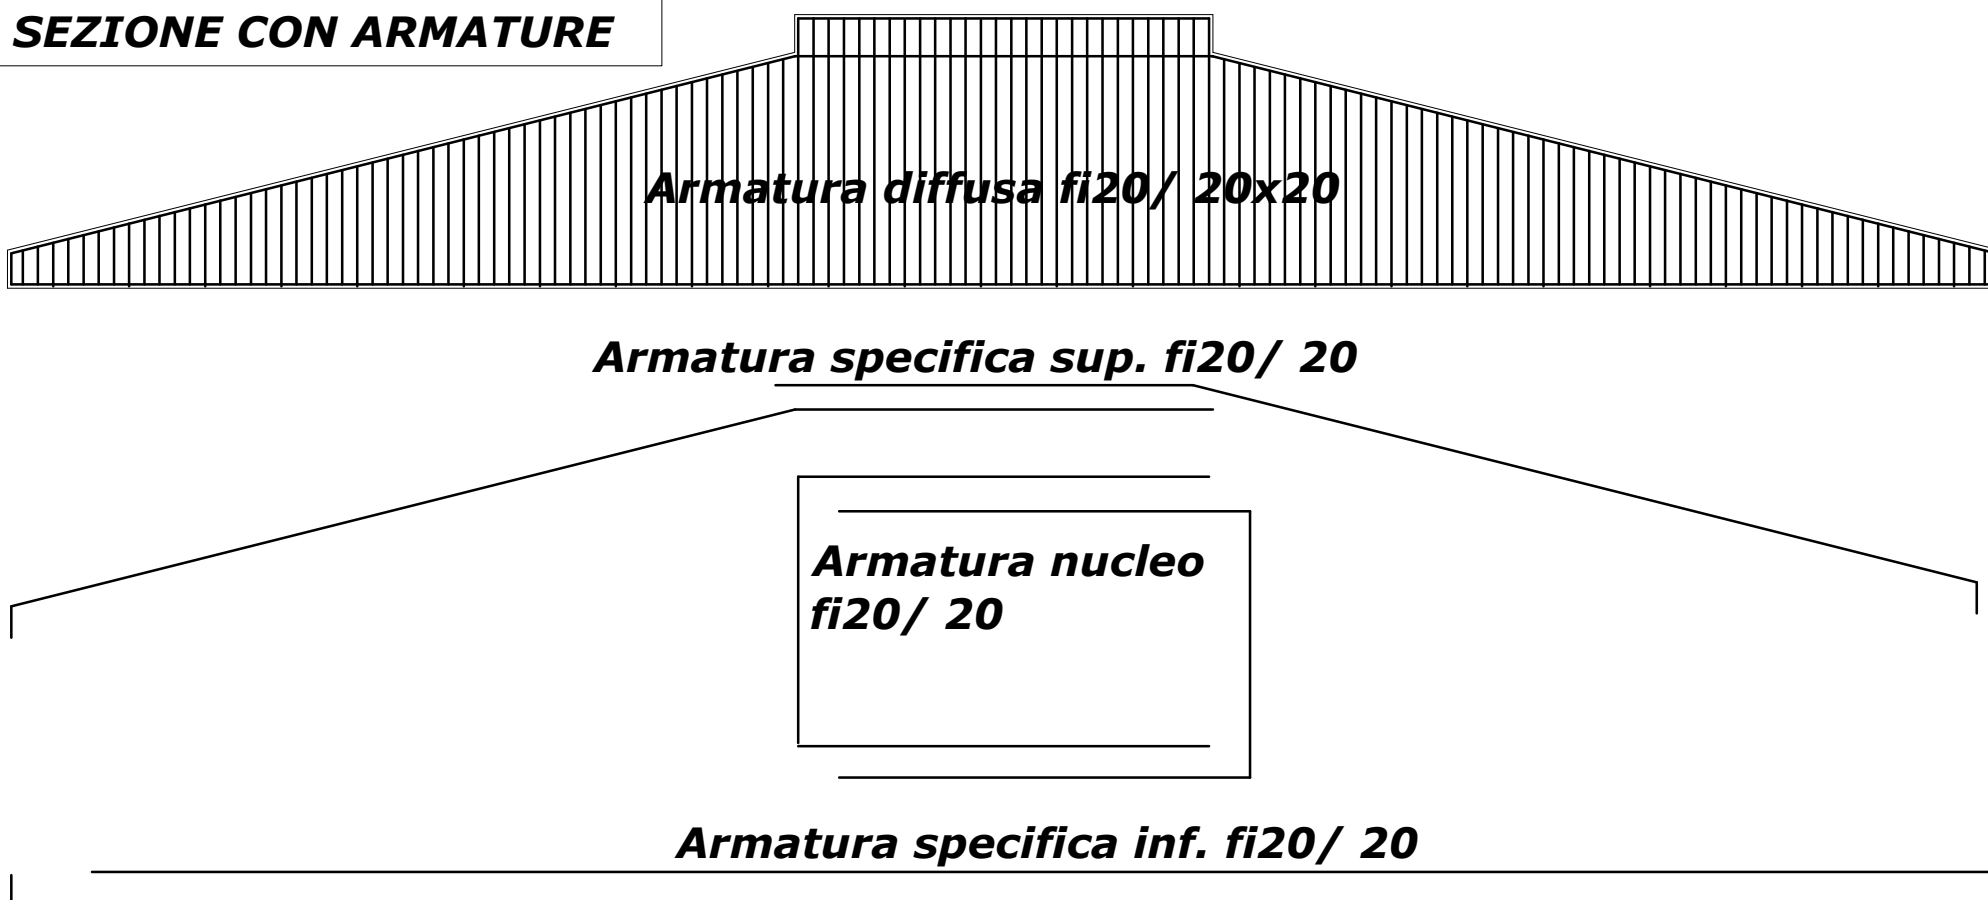 SEZIONE CON ARMATURE
Armatura diffusa fi20/ 20x20
Armatura specifica sup. fi20/ 20
Armatura nucleo
fi20/ 20
Armatura specifica inf. fi20/ 20